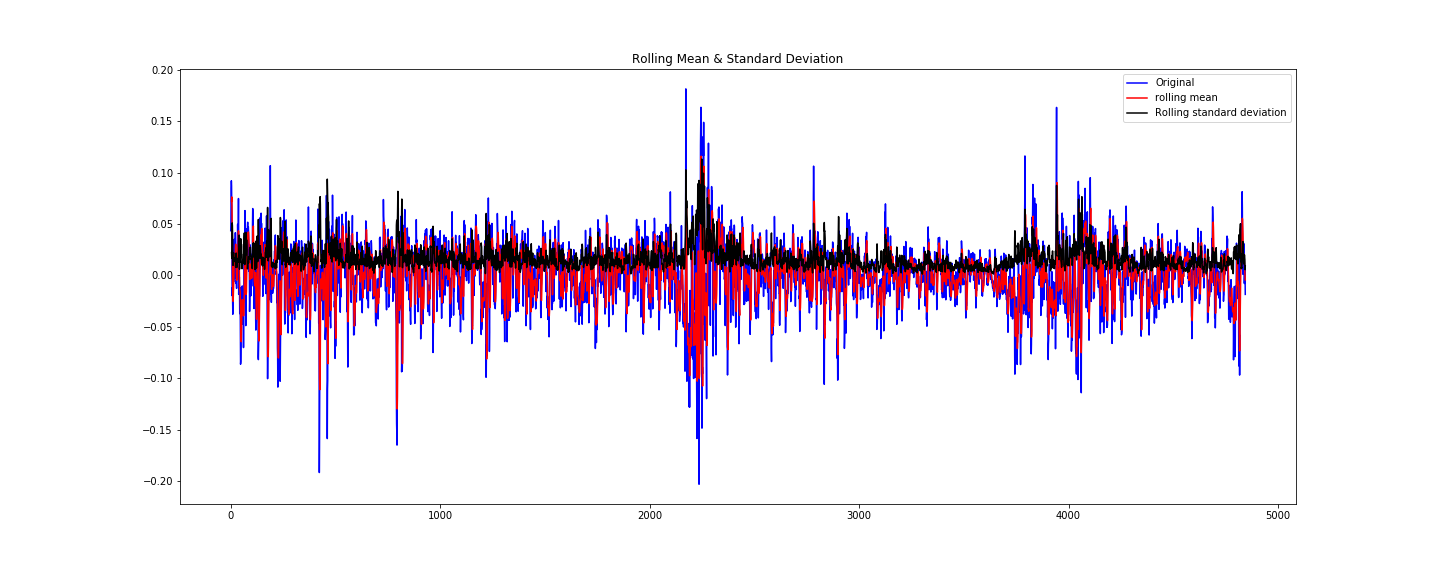 Rolling Mean & Standard Deviation
Original
rolling mean
Rolling standard deviation
0.20
0.15
0.10
0.05
0.00
−0.05
−0.10
−0.15
−0.20
0 1000 2000 3000 4000 5000